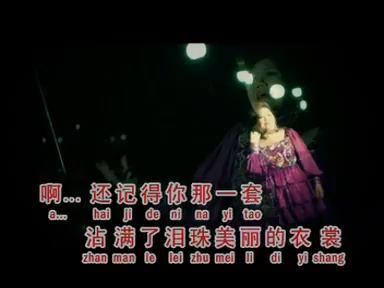 啊... 还记得你那一套
a... hai ji de ni na yi tao
沾满了泪珠美丽的衣裳
zhan man le lei zhu mei li di yi shang